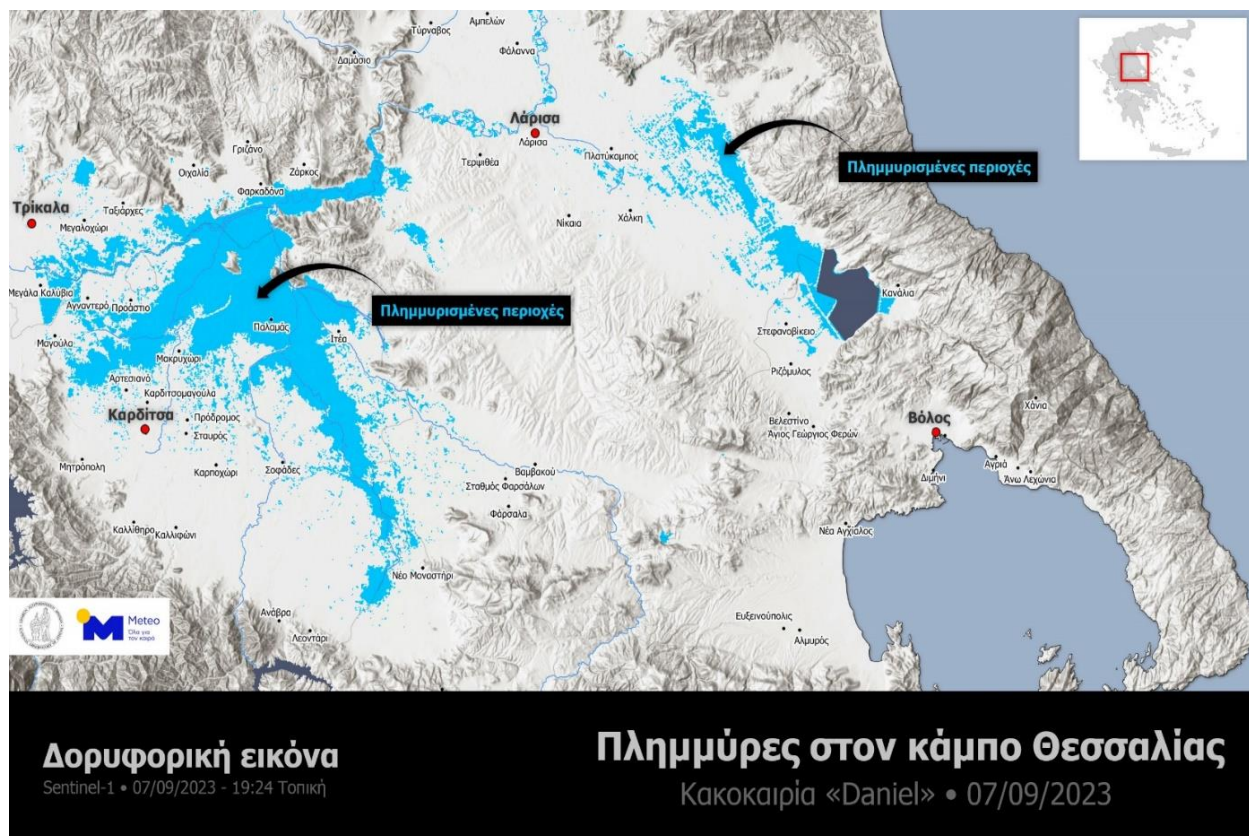 Αμπελών
Τύρναβος
Φάλαννα
Δαμάσιο
Λάρισα
Λάρισα
Πλατύκαμπος
Τερψιθέα
Γριζάνο
Οιχαλία
Ζάρκος
Φαρκαδόνα
Πλημμυρισμένες περιοχές
Τρίκαλα
Ταξιάρχες
Μεγαλοχώρι
Νίκαια
Χάλκη
Μεγάλα Καλύβια
Αγναντερό
Προάστιο
Κανάλια
Πλημμυρισμένες περιοχές
Παλαμάς
Ιτέα
Στεφανοβίκειο
Μαγούλα
Μακρυχώρι
Ριζόμυλος
Αρτεσιανό
Καρδιτσομαγούλα
Καρδίτσα
Πρόδρομος
Σταυρός
Χάνια
Βελεστίνο
Άγιος Γεώργιος Φερών
Βόλος
Μητρόπολη
Καρποχώρι
Σοφάδες
Βαμβακού
Σταθμός Φαρσάλων
Διμήνι
Αγριά
Άνω Λεχώνια
Φάρσαλα
Καλλίθηρο
Καλλιφώνι
Νέα Αγχίαλος
Νέο Μοναστήρι
Ανάβρα
Λεοντάρι
Ευξεινούπολις
Αλμυρός
Meteo
Όλα για
τον καιρό
Δορυφορική εικόνα
Sentinel-1 • 07/09/2023 - 19:24 Τοπική
Πλημμύρες στον κάμπο Θεσσαλίας
Κακοκαιρία «Daniel» • 07/09/2023